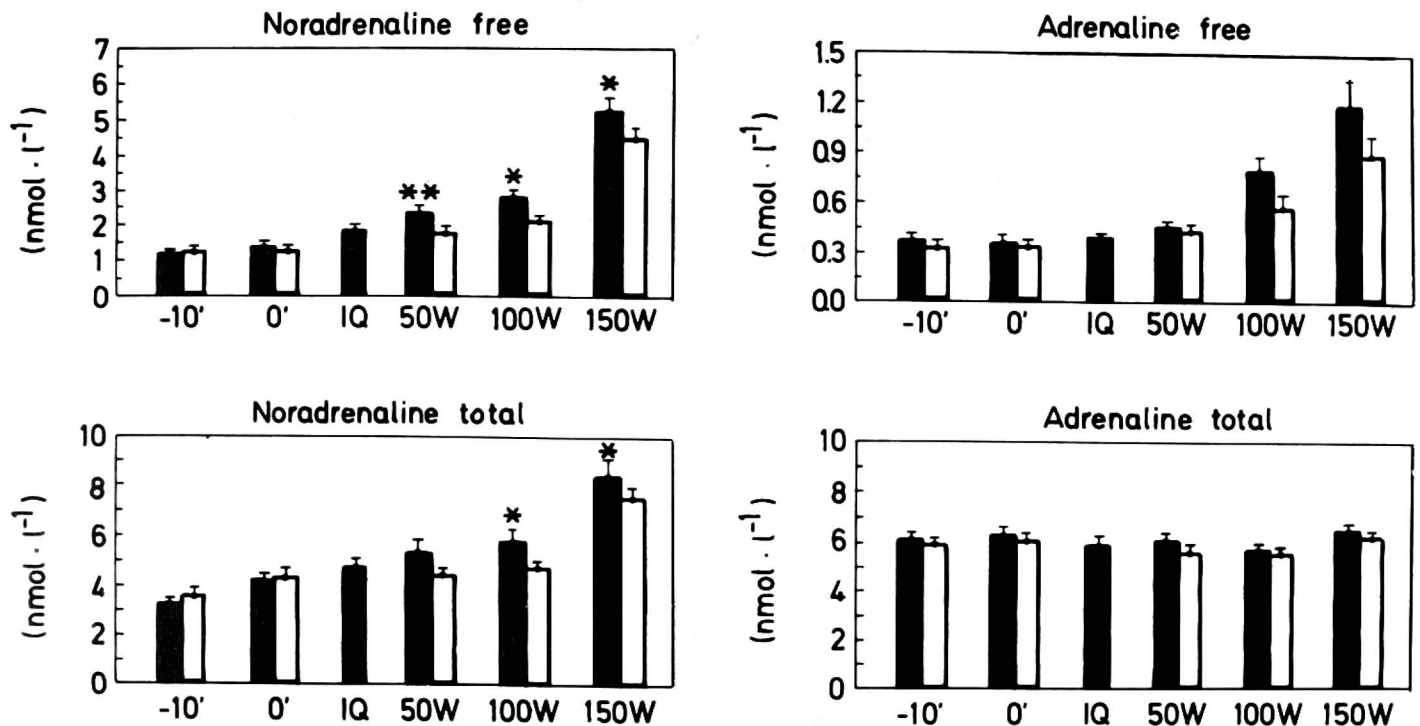 Noradrenaline free
(nmol · l⁻¹)
7
6
5
4
3
2
1
0
*
*
**
-10' 0' IQ 50W 100W 150W
Adrenaline free
(nmol · l⁻¹)
1.5
1.2
0.9
0.6
0.3
0.0
-10' 0' IQ 50W 100W 150W
Noradrenaline total
(nmol · l⁻¹)
10
8
6
4
2
0
*
*
-10' 0' IQ 50W 100W 150W
Adrenaline total
(nmol · l⁻¹)
10
8
6
4
2
0
-10' 0' IQ 50W 100W 150W